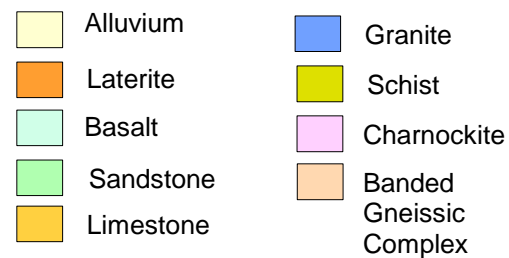 Alluvium
Laterite
Basalt
Sandstone
Limestone
Granite
Schist
Charnockite
Banded
Gneissic
Complex